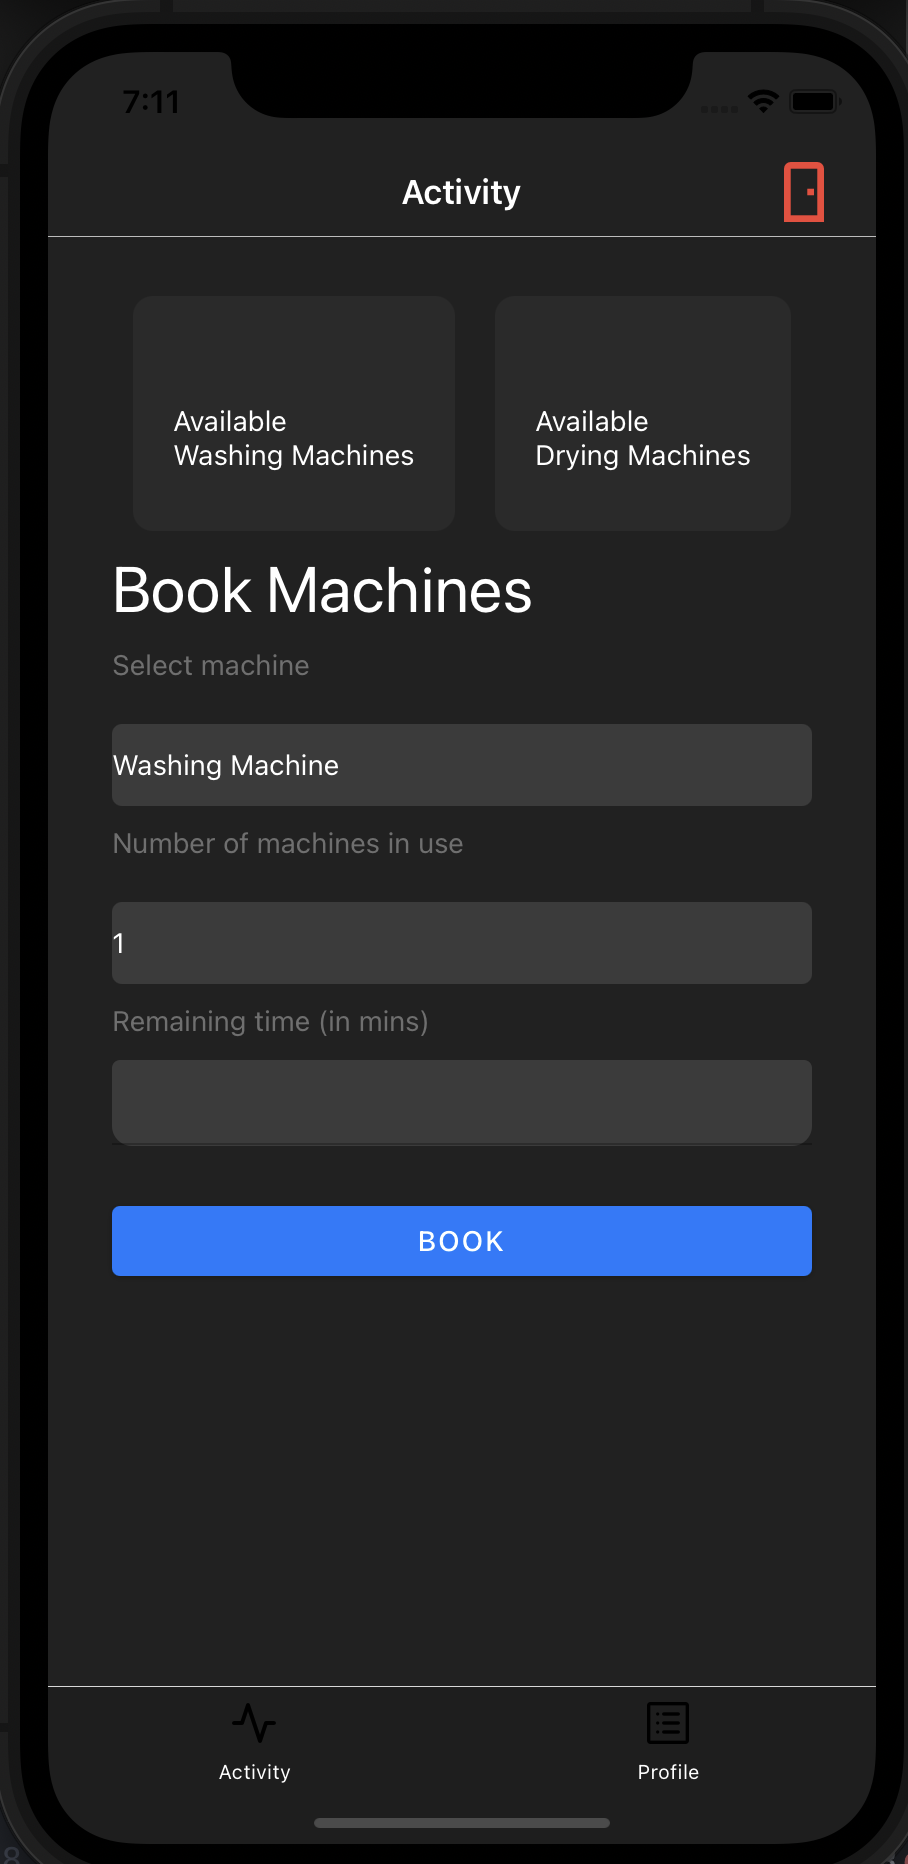 7:11
Activity
Available
Washing Machines
Available
Drying Machines
Book Machines
Select machine
Washing Machine
Number of machines in use
1
Remaining time (in mins)
BOOK
Activity
Profile
8